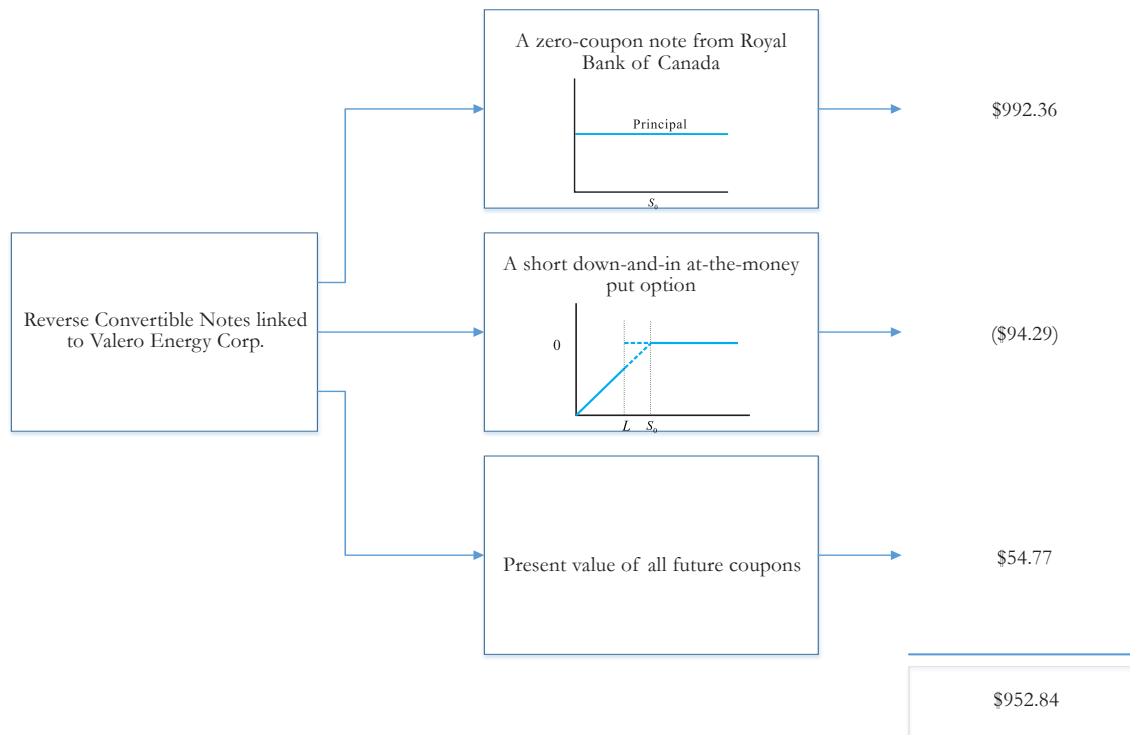 A zero-coupon note from Royal
Bank of Canada
Principal
S₀
$992.36
Reverse Convertible Notes linked
to Valero Energy Corp.
A short down-and-in at-the-money
put option
0
L S₀
($94.29)
Present value of all future coupons
$54.77
$952.84